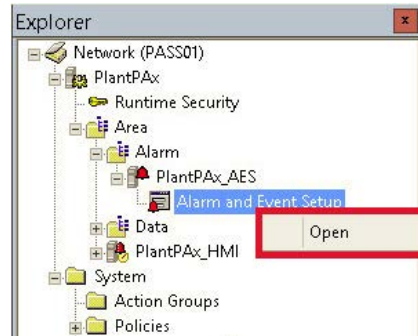 Explorer
x
Network (PASS01)
PlantPAx
Runtime Security
Area
Alarm
PlantPAx_AES
Alarm and Event Setup
Open
Data
PlantPAx_HMI
System
Action Groups
Policies